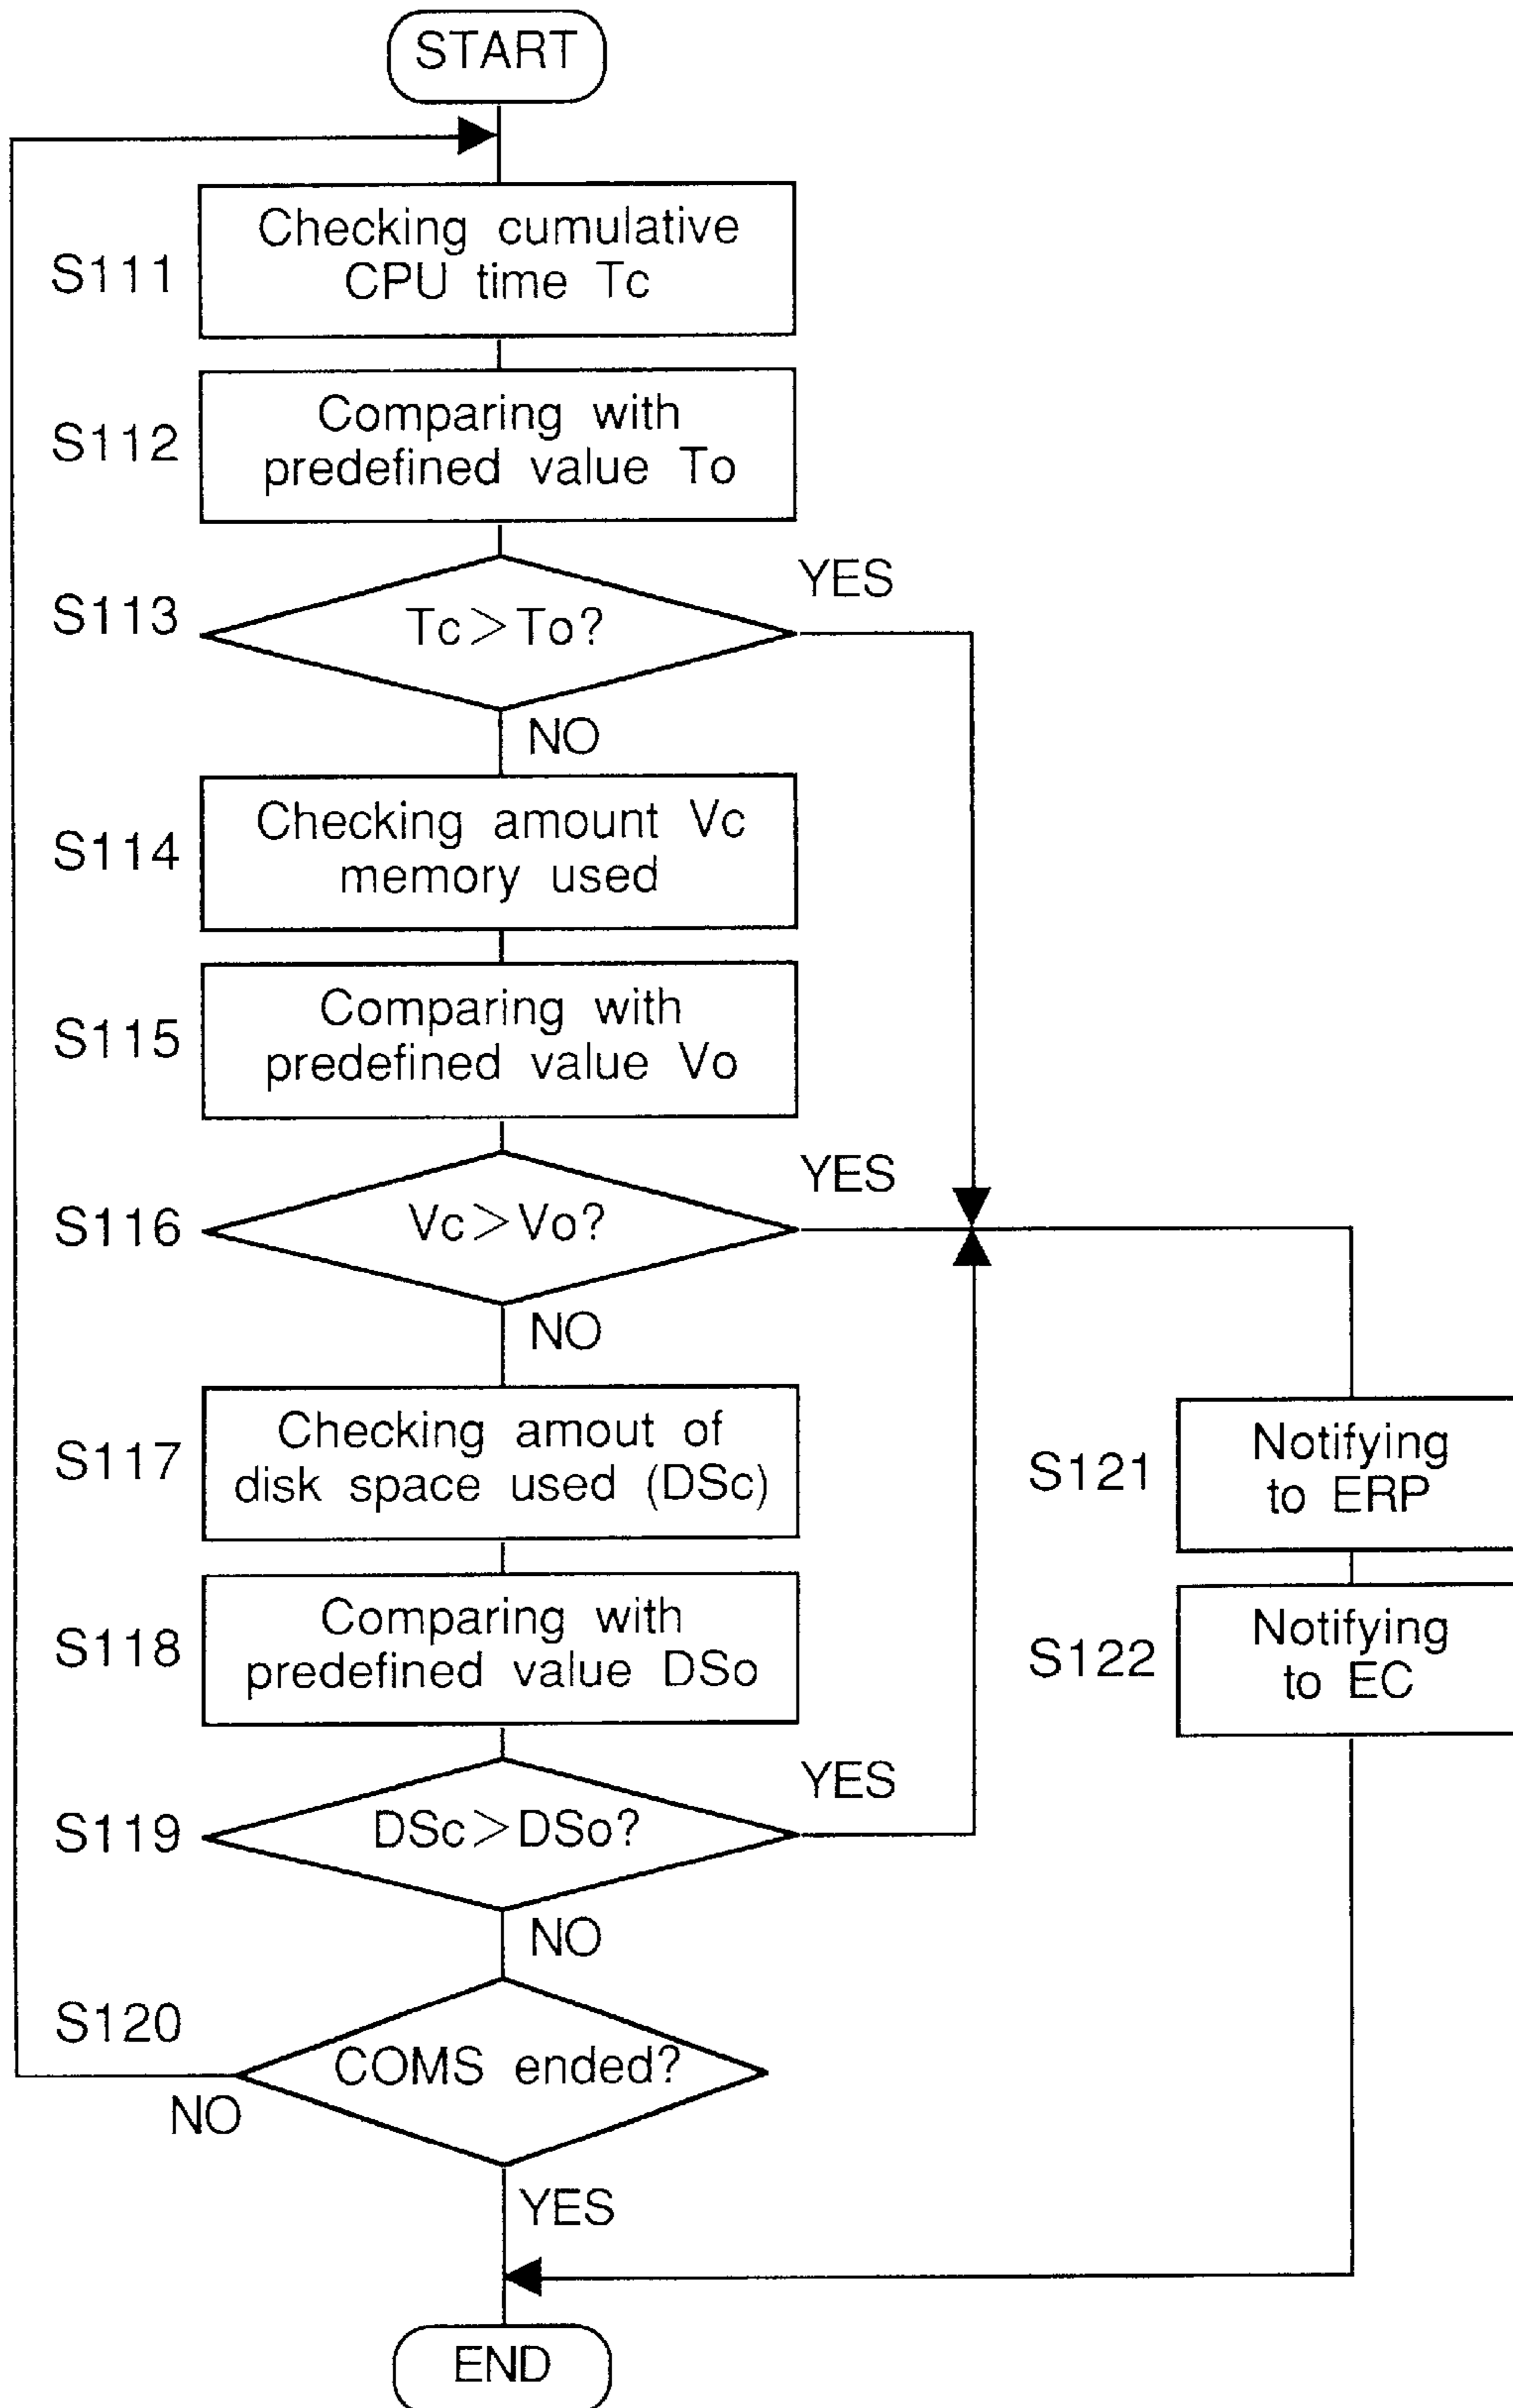 START
S111
Checking cumulative
CPU time Tc
S112
Comparing with
predefined value To
S113
Tc>To?
YES
NO
S114
Checking amount Vc
memory used
S115
Comparing with
predefined value Vo
S116
Vc>Vo?
YES
NO
S117
Checking amout of
disk space used (DSc)
S118
Comparing with
predefined value DSo
S119
DSc>DSo?
YES
NO
S120
COMS ended?
NO
YES
S121
Notifying
to ERP
S122
Notifying
to EC
END